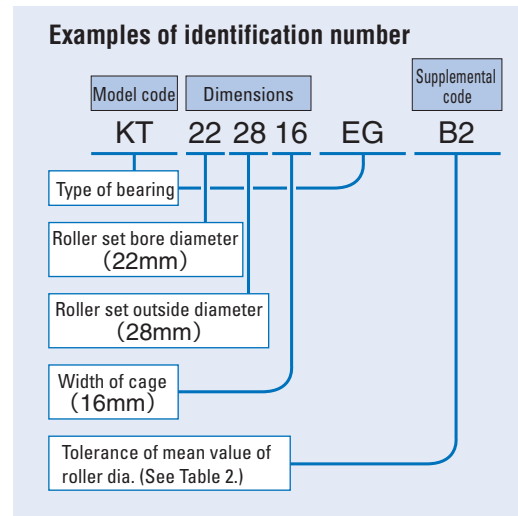 Examples of identification number
Model code Dimensions Supplemental
code
KT 22 28 16 EG B2
Type of bearing
Roller set bore diameter
（22mm）
Roller set outside diameter
（28mm）
Width of cage
（16mm）
Tolerance of mean value of
roller dia. (See Table 2.)